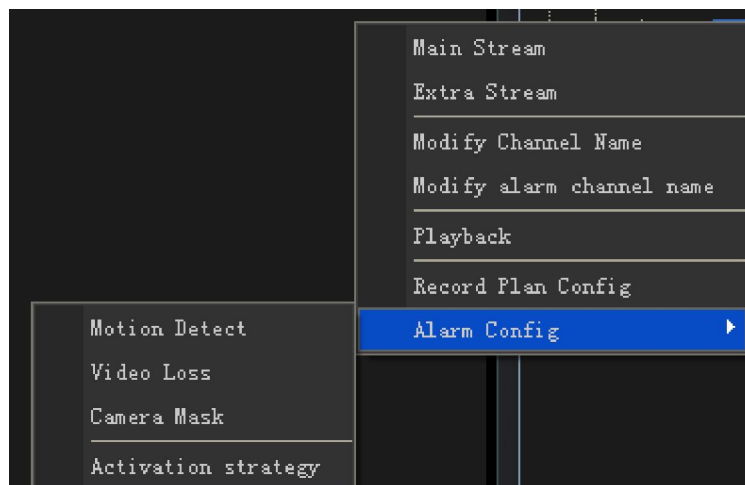 Main Stream
Extra Stream
Modify Channel Name
Modify alarm channel name
Playback
Record Plan Config
Alarm Config
Motion Detect
Video Loss
Camera Mask
Activation strategy